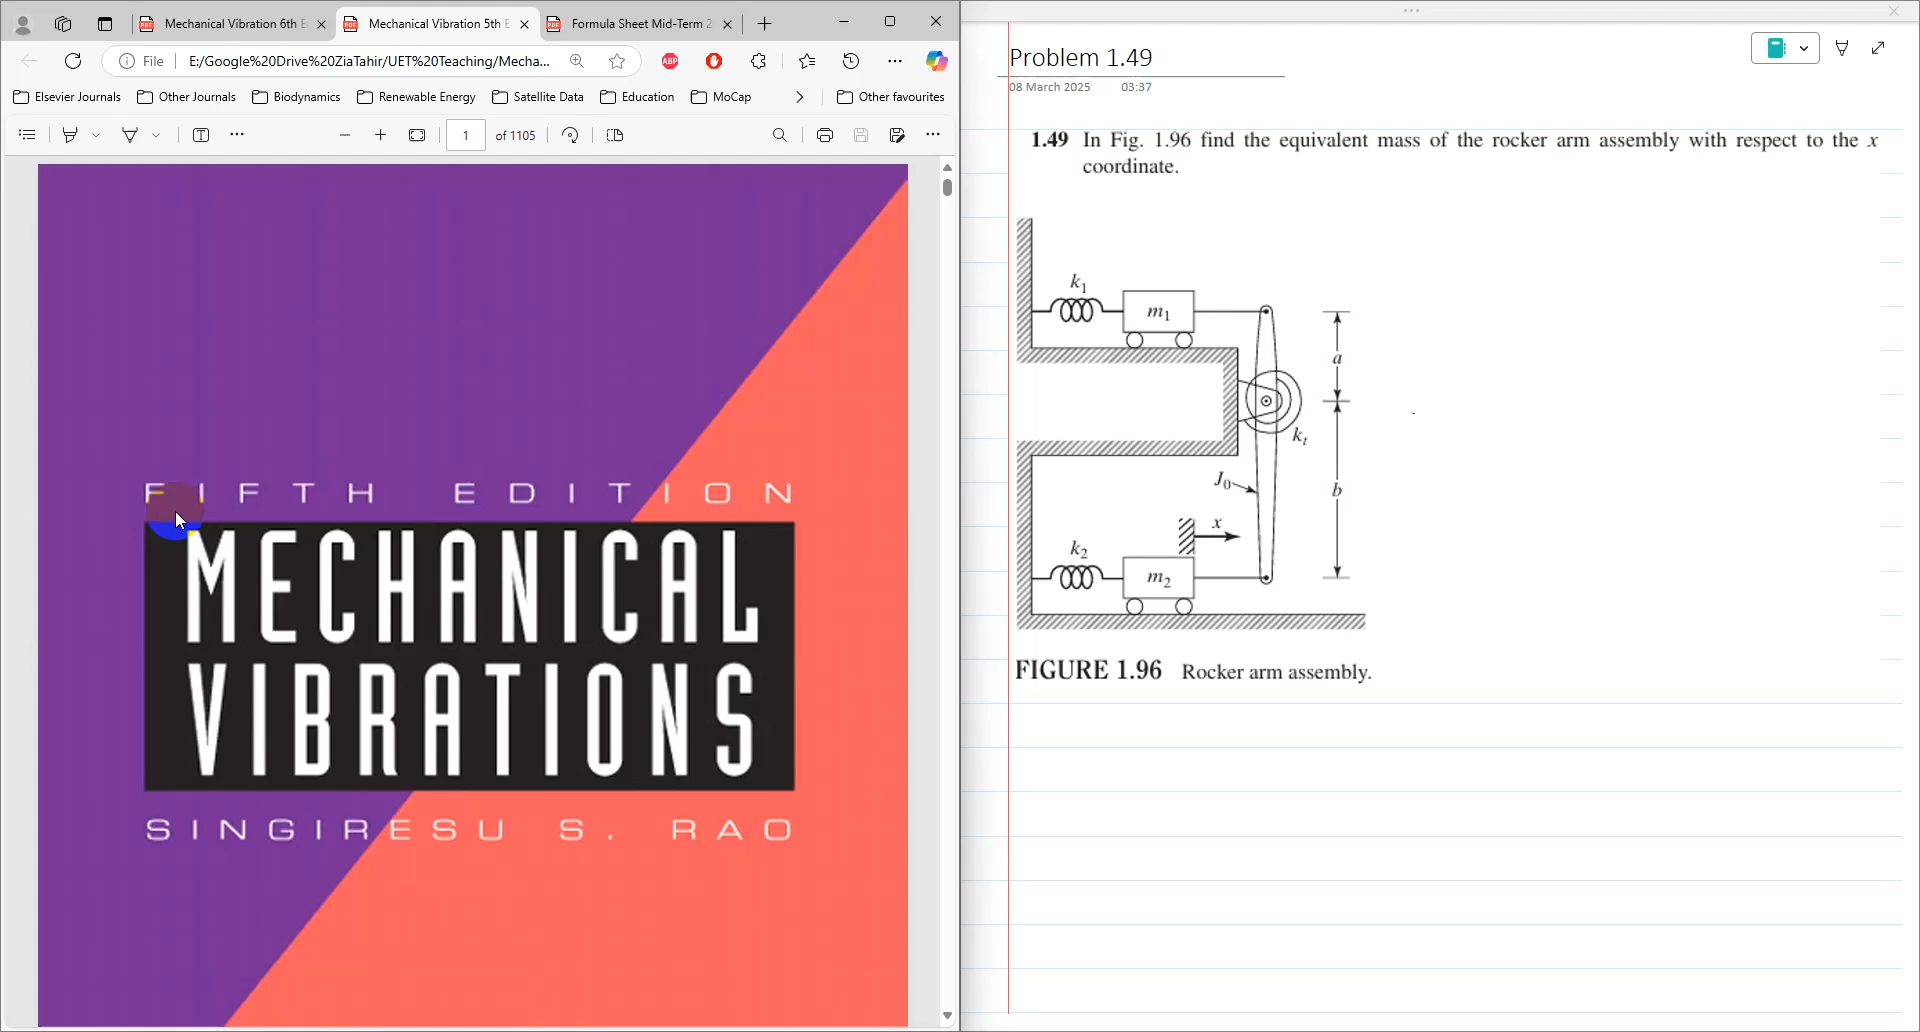 Mechanical Vibration 6th E
Mechanical Vibration 5th E
Formula Sheet Mid-Term 2
File
E:/Google%20Drive%20ZiaTahir/UET%20Teaching/Mecha...
ABP
Elsevier Journals
Other Journals
Biodynamics
Renewable Energy
Satellite Data
Education
MoCap
Other favourites
1
of 1105
FIFTH EDITION
MECHANICAL
VIBRATIONS
SINGIRESU S. RAO
Problem 1.49
08 March 2025 03:37
1.49 In Fig. 1.96 find the equivalent mass of the rocker arm assembly with respect to the x
coordinate.
k₁
m₁
a
kₜ
J₀
b
x
k₂
m₂
FIGURE 1.96 Rocker arm assembly.